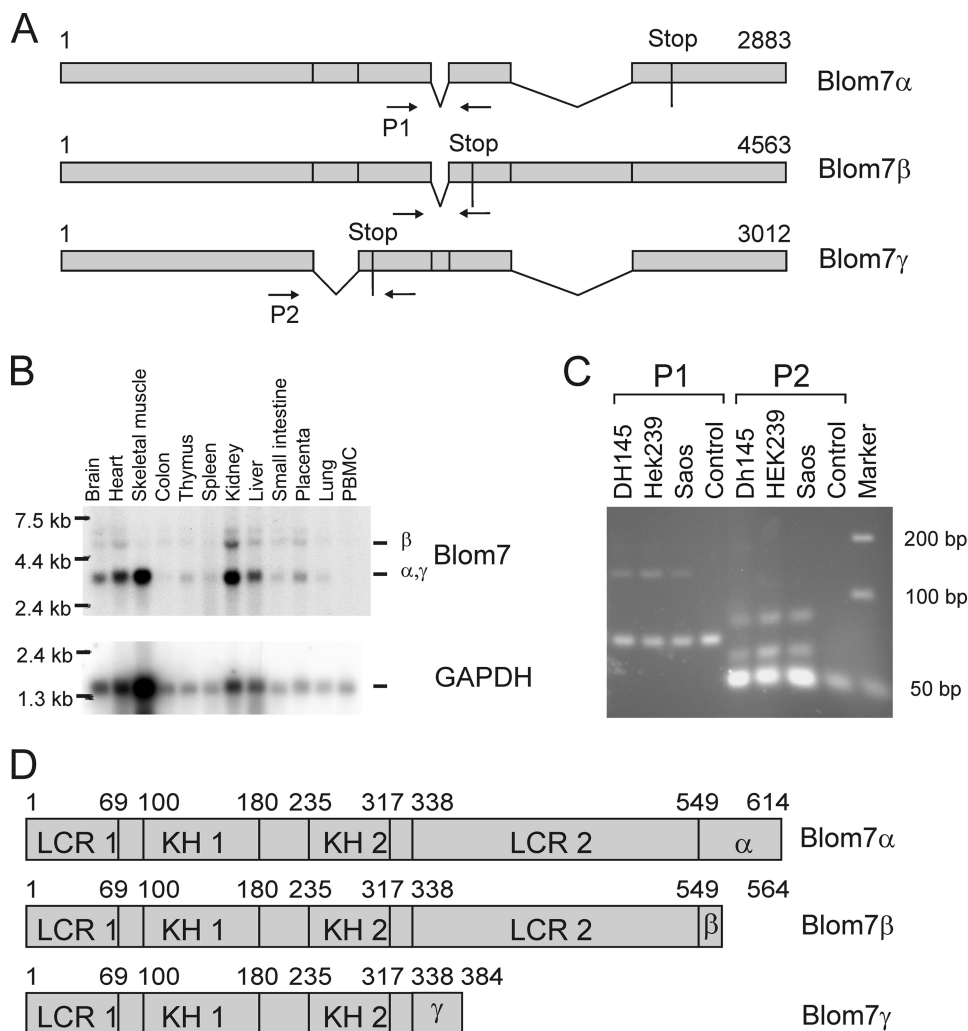 A
1 Stop 2883
Blom7α
P1
1 Stop 4563
Blom7β
1 Stop 3012
Blom7γ
P2
B
Brain
Heart
Skeletal muscle
Colon
Thymus
Spleen
Kidney
Liver
Small intestine
Placenta
Lung
PBMC
7.5 kb
4.4 kb
2.4 kb
β
α,γ
Blom7
2.4 kb
1.3 kb
GAPDH
C
P1 P2
DH145
Hek239
Saos
Control
Dh145
HEK239
Saos
Control
Marker
200 bp
100 bp
50 bp
D
1 69 100 180 235 317 338 549 614
LCR 1 KH 1 KH 2 LCR 2 α Blom7α
1 69 100 180 235 317 338 549 564
LCR 1 KH 1 KH 2 LCR 2 β Blom7β
1 69 100 180 235 317 338 384
LCR 1 KH 1 KH 2 γ Blom7γ